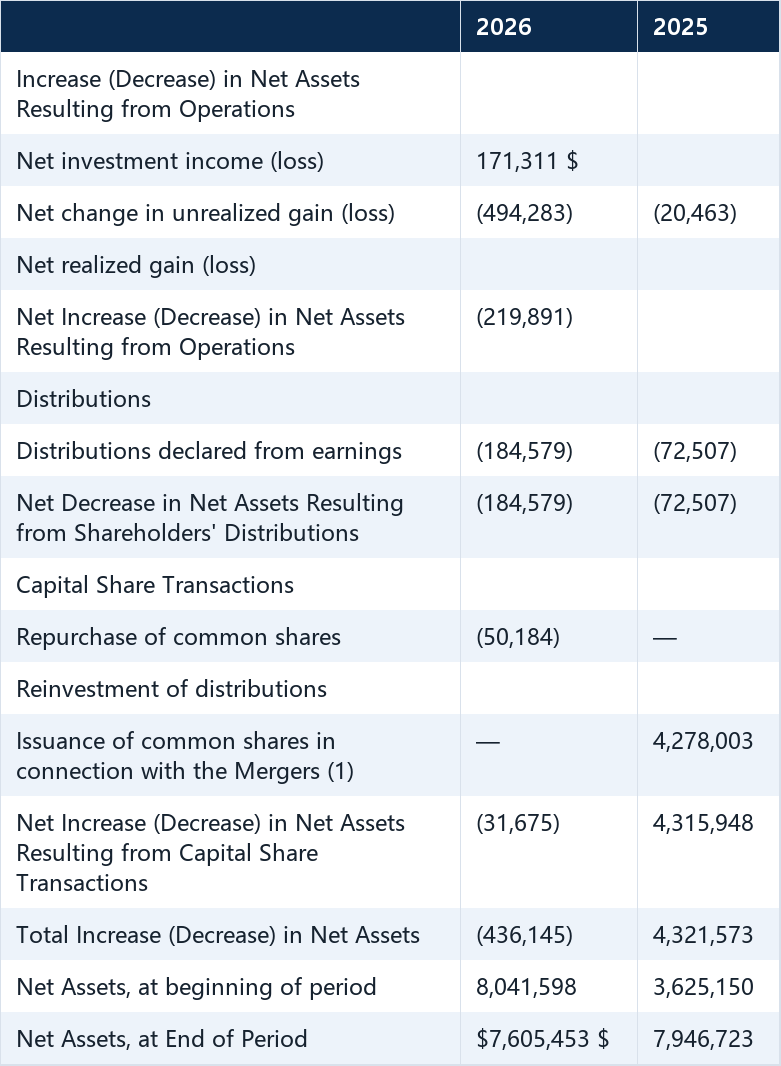 2026 2025
Increase (Decrease) in Net Assets
Resulting from Operations
Net investment income (loss) 171,311 $
Net change in unrealized gain (loss) (494,283) (20,463)
Net realized gain (loss)
Net Increase (Decrease) in Net Assets (219,891)
Resulting from Operations
Distributions
Distributions declared from earnings (184,579) (72,507)
Net Decrease in Net Assets Resulting (184,579) (72,507)
from Shareholders' Distributions
Capital Share Transactions
Repurchase of common shares (50,184) —
Reinvestment of distributions
Issuance of common shares in — 4,278,003
connection with the Mergers (1)
Net Increase (Decrease) in Net Assets (31,675) 4,315,948
Resulting from Capital Share
Transactions
Total Increase (Decrease) in Net Assets (436,145) 4,321,573
Net Assets, at beginning of period 8,041,598 3,625,150
Net Assets, at End of Period $7,605,453 $ 7,946,723